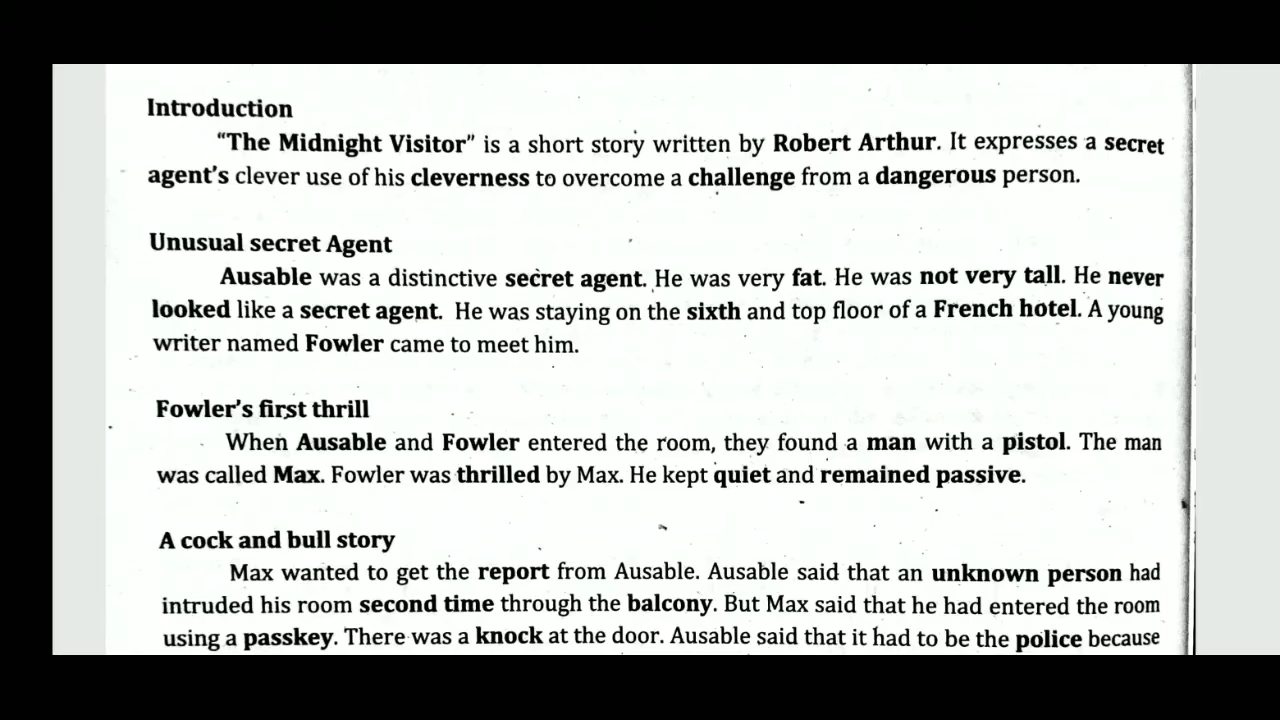 Introduction
“The Midnight Visitor” is a short story written by Robert Arthur. It expresses a secret
agent’s clever use of his cleverness to overcome a challenge from a dangerous person.
Unusual secret Agent
Ausable was a distinctive secret agent. He was very fat. He was not very tall. He never
looked like a secret agent. He was staying on the sixth and top floor of a French hotel. A young
writer named Fowler came to meet him.
Fowler’s first thrill
When Ausable and Fowler entered the room, they found a man with a pistol. The man
was called Max. Fowler was thrilled by Max. He kept quiet and remained passive.
A cock and bull story
Max wanted to get the report from Ausable. Ausable said that an unknown person had
intruded his room second time through the balcony. But Max said that he had entered the room
using a passkey. There was a knock at the door. Ausable said that it had to be the police because